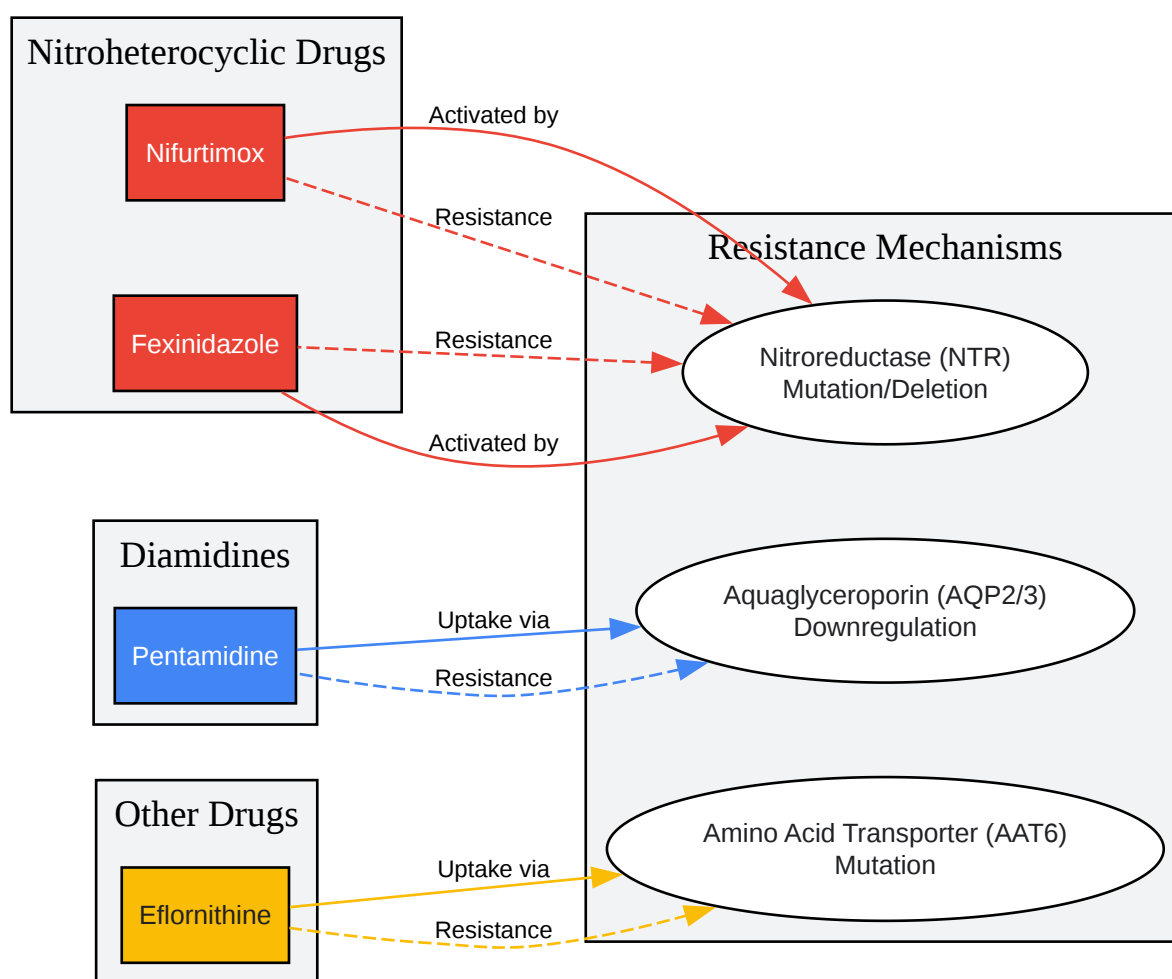 Nitroheterocyclic Drugs
Nifurtimox
Activated by
Resistance
Fexinidazole
Resistance
Activated by
Resistance Mechanisms
Nitroreductase (NTR)
Mutation/Deletion
Diamidines
Pentamidine
Uptake via
Resistance
Aquaglyceroporin (AQP2/3)
Downregulation
Other Drugs
Eflornithine
Uptake via
Resistance
Amino Acid Transporter (AAT6)
Mutation